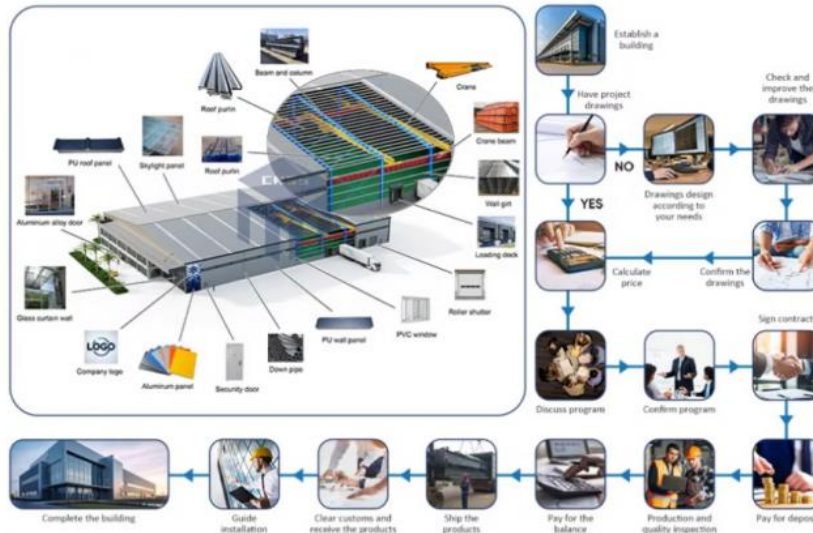 Beam and column
Crane
Roof purlin
Crane beam
PU roof panel
Skylight panel
Roof purlin
Wall girt
Aluminum alloy door
Loading dock
Glass curtain wall
Roller shutter
LOGO
PVC window
PU wall panel
Company logo
Aluminum panel
Security door
Down pipe
Establish a
building
Have project
drawings
Check and
improve the
drawings
NO
Drawings design
according to
your needs
YES
Calculate
price
Confirm the
drawings
Sign contract
Discuss program
Confirm program
Complete the building
Guide
installation
Clear customs and
receive the products
Ship the
products
Pay for the
balance
Production and
quality inspection
Pay for depos